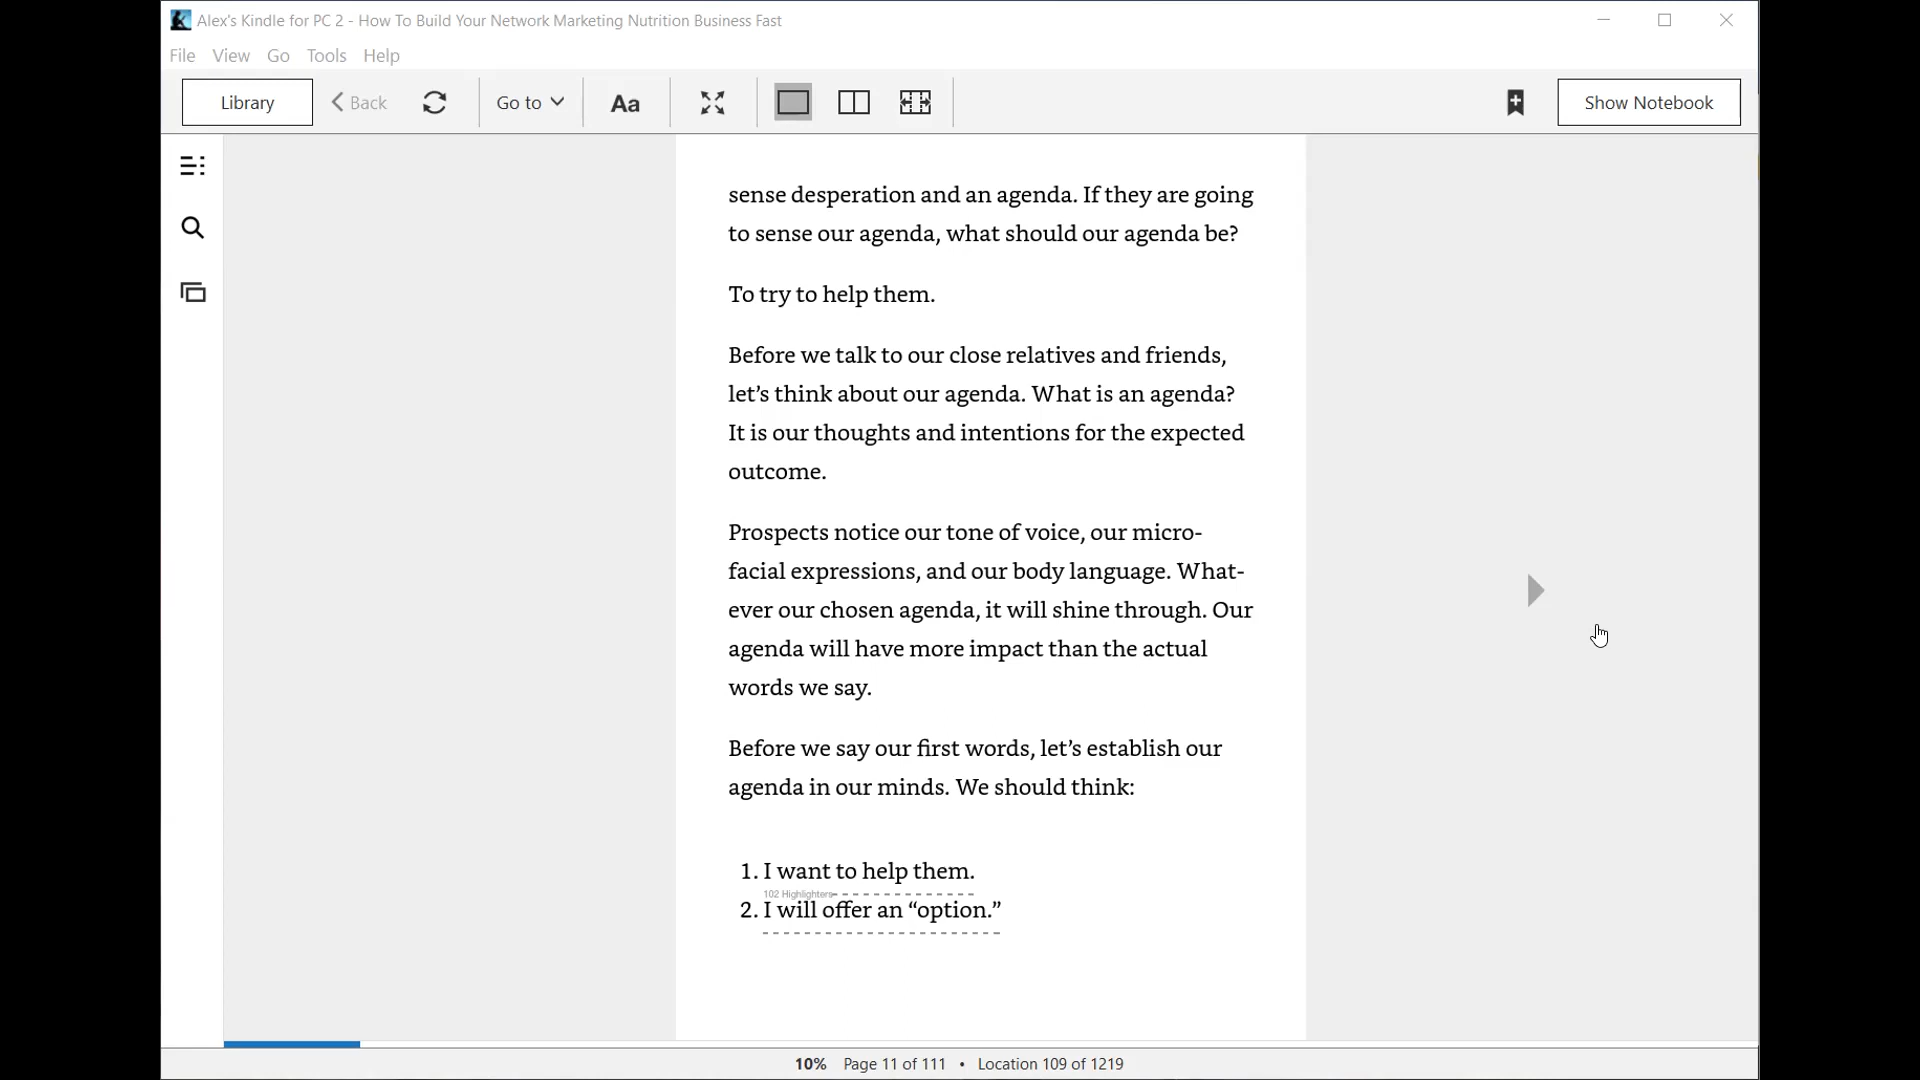 Alex's Kindle for PC 2 - How To Build Your Network Marketing Nutrition Business Fast
File View Go Tools Help
Library Back Go to Aa Show Notebook
sense desperation and an agenda. If they are going
to sense our agenda, what should our agenda be?
To try to help them.
Before we talk to our close relatives and friends,
let’s think about our agenda. What is an agenda?
It is our thoughts and intentions for the expected
outcome.
Prospects notice our tone of voice, our micro-
facial expressions, and our body language. What-
ever our chosen agenda, it will shine through. Our
agenda will have more impact than the actual
words we say.
Before we say our first words, let’s establish our
agenda in our minds. We should think:
1. I want to help them.
102 Highlighters
2. I will offer an “option.”
10% Page 11 of 111 • Location 109 of 1219